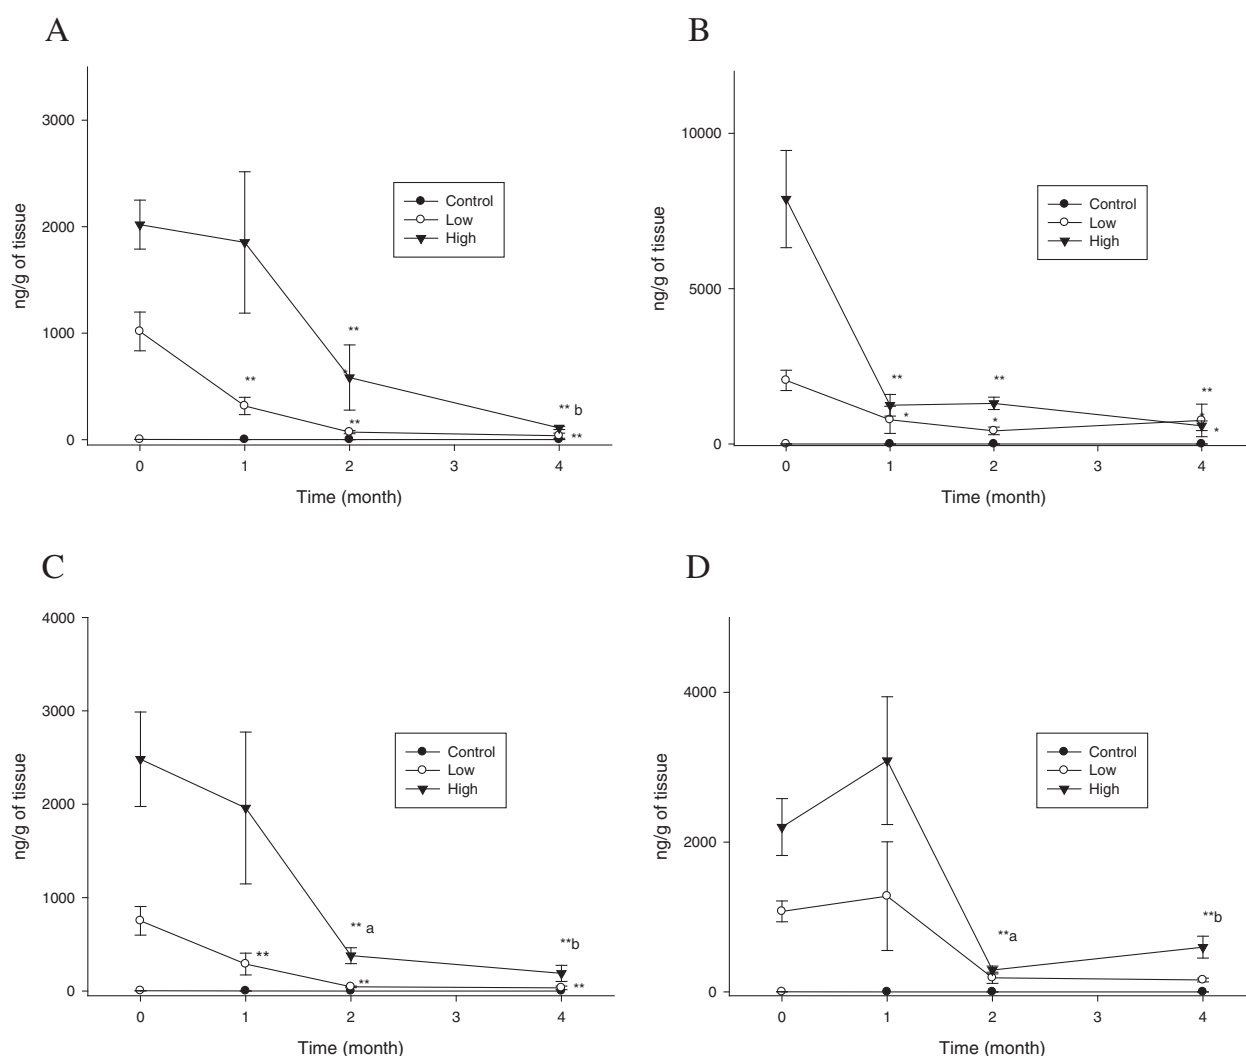 A
ng/g of tissue
3000
2000
1000
0
Control
Low
High
**
**
**
** b
**
0 1 2 3 4
Time (month)
B
ng/g of tissue
10000
5000
0
Control
Low
High
**
**
**
*
*
*
*
0 1 2 3 4
Time (month)
C
ng/g of tissue
4000
3000
2000
1000
0
Control
Low
High
** a
**b
**
**
**
0 1 2 3 4
Time (month)
D
ng/g of tissue
4000
2000
0
Control
Low
High
**a
**b
0 1 2 3 4
Time (month)